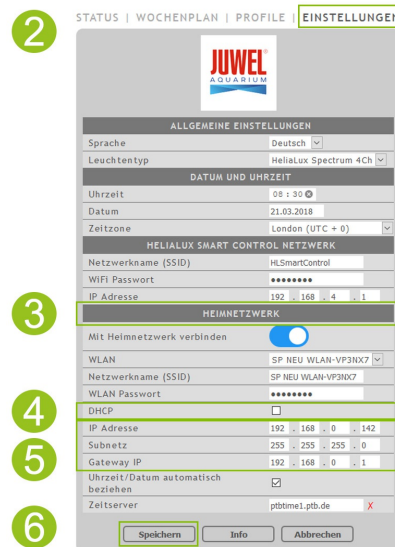 2
STATUS | WOCHENPLAN | PROFILE | EINSTELLUNGEN
JUWEL
AQUARIUM
ALLGEMEINE EINSTELLUNGEN
Sprache Deutsch
Leuchtentyp HeliaLux Spectrum 4Ch
DATUM UND UHRZEIT
Uhrzeit 08 : 30
Datum 21.03.2018
Zeitzone London (UTC + 0)
HELIALUX SMART CONTROL NETZWERK
Netzwerkname (SSID) HLSmartControl
WiFi Passwort ••••••••
IP Adresse 192 . 168 . 4 . 1
3 HEIMNETZWERK
Mit Heimnetzwerk verbinden
WLAN SP NEU WLAN-VP3NX7
Netzwerkname (SSID) SP NEU WLAN-VP3NX7
WLAN Passwort ••••••••
4 DHCP
IP Adresse 192 . 168 . 0 . 142
5 Subnetz 255 . 255 . 255 . 0
Gateway IP 192 . 168 . 0 . 1
Uhrzeit/Datum automatisch
beziehen
Zeitserver ptbtime1.ptb.de X
6 Speichern Info Abbrechen